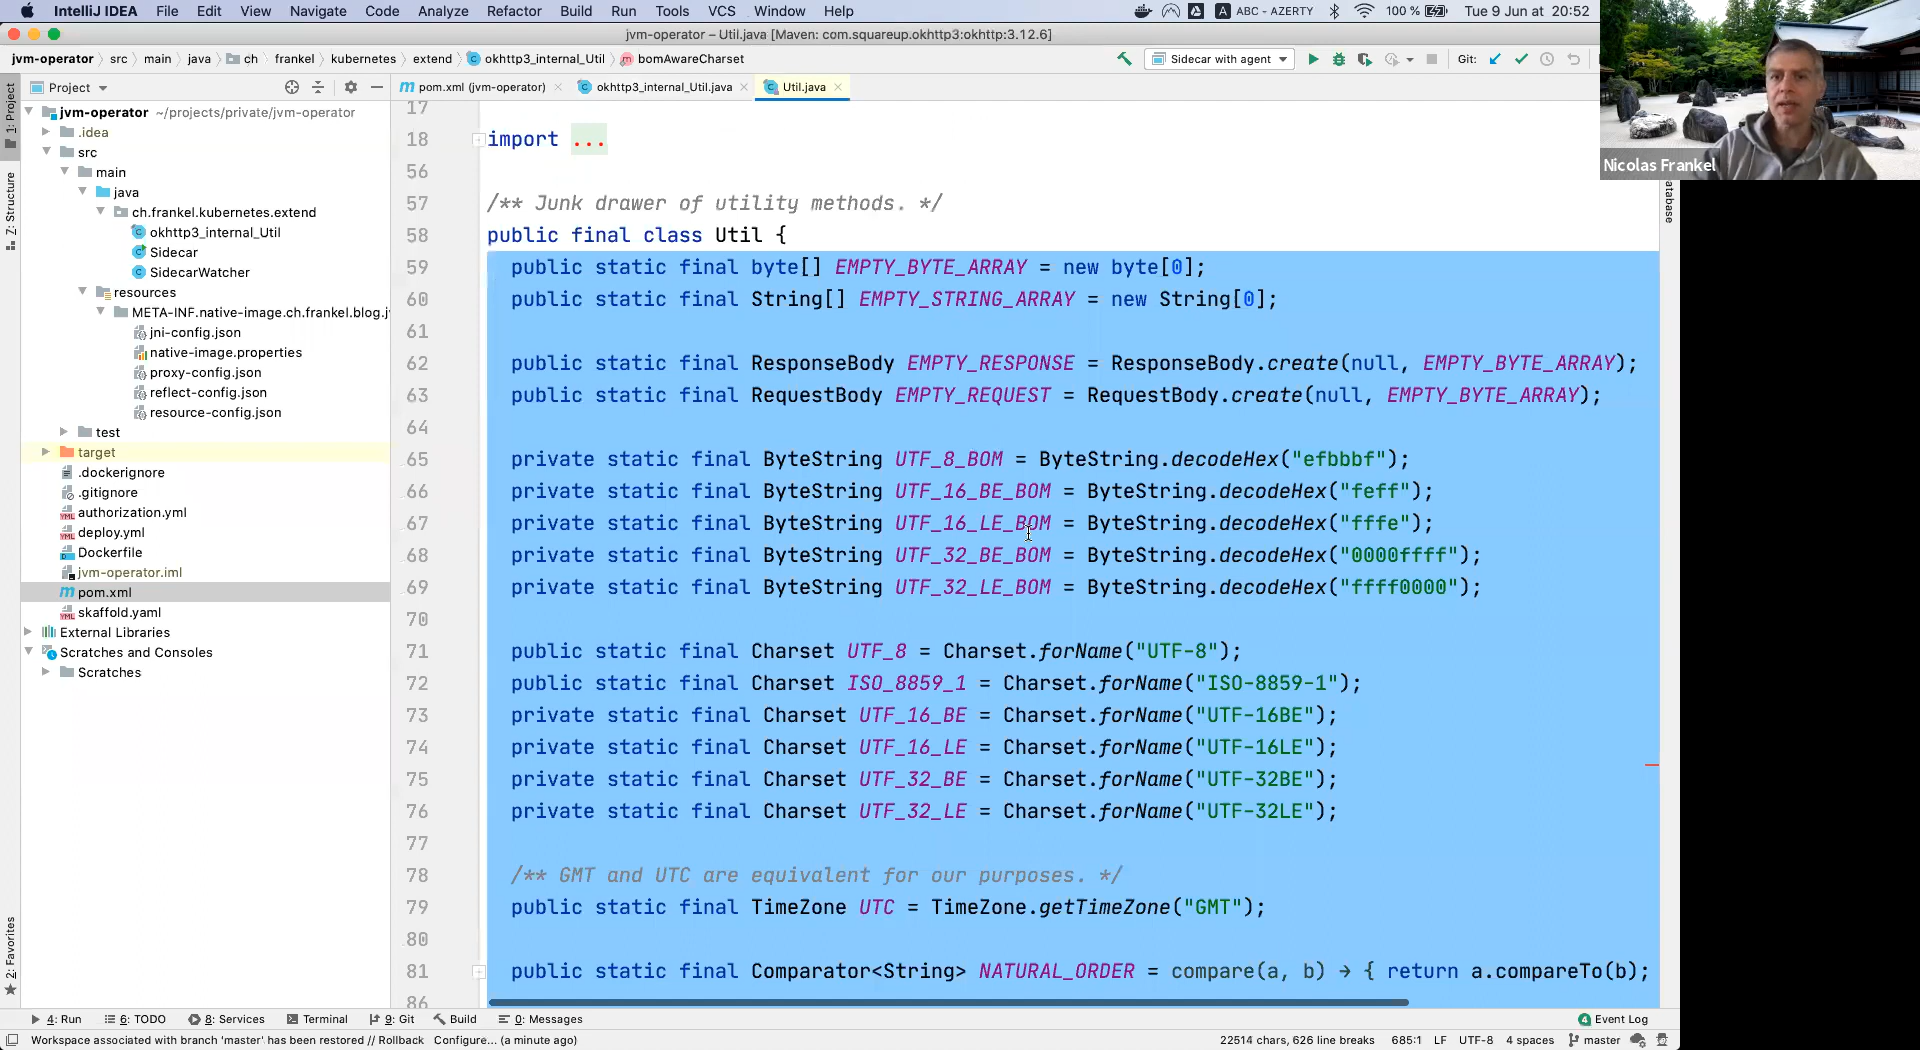 IntelliJ IDEA File Edit View Navigate Code Analyze Refactor Build Run Tools VCS Window Help
A ABC - AZERTY 100 % Tue 9 Jun at 20:52
jvm-operator – Util.java [Maven: com.squareup.okhttp3:okhttp:3.12.6]
jvm-operator src main java ch frankel kubernetes extend okhttp3_internal_Util bomAwareCharset
Sidecar with agent Git:
Project
pom.xml (jvm-operator) okhttp3_internal_Util.java Util.java
1: Project
Z: Structure
2: Favorites
atabase
Nicolas Frankel
jvm-operator ~/projects/private/jvm-operator
.idea
src
main
java
ch.frankel.kubernetes.extend
okhttp3_internal_Util
Sidecar
SidecarWatcher
resources
META-INF.native-image.ch.frankel.blog.j
jni-config.json
native-image.properties
proxy-config.json
reflect-config.json
resource-config.json
test
target
.dockerignore
.gitignore
authorization.yml
deploy.yml
Dockerfile
jvm-operator.iml
pom.xml
skaffold.yaml
External Libraries
Scratches and Consoles
Scratches
17
18 import ...
56
57 /** Junk drawer of utility methods. */
58 public final class Util {
59 public static final byte[] EMPTY_BYTE_ARRAY = new byte[0];
60 public static final String[] EMPTY_STRING_ARRAY = new String[0];
61
62 public static final ResponseBody EMPTY_RESPONSE = ResponseBody.create(null, EMPTY_BYTE_ARRAY);
63 public static final RequestBody EMPTY_REQUEST = RequestBody.create(null, EMPTY_BYTE_ARRAY);
64
65 private static final ByteString UTF_8_BOM = ByteString.decodeHex("efbbbf");
66 private static final ByteString UTF_16_BE_BOM = ByteString.decodeHex("feff");
67 private static final ByteString UTF_16_LE_BOM = ByteString.decodeHex("fffe");
68 private static final ByteString UTF_32_BE_BOM = ByteString.decodeHex("0000ffff");
69 private static final ByteString UTF_32_LE_BOM = ByteString.decodeHex("ffff0000");
70
71 public static final Charset UTF_8 = Charset.forName("UTF-8");
72 public static final Charset ISO_8859_1 = Charset.forName("ISO-8859-1");
73 private static final Charset UTF_16_BE = Charset.forName("UTF-16BE");
74 private static final Charset UTF_16_LE = Charset.forName("UTF-16LE");
75 private static final Charset UTF_32_BE = Charset.forName("UTF-32BE");
76 private static final Charset UTF_32_LE = Charset.forName("UTF-32LE");
77
78 /** GMT and UTC are equivalent for our purposes. */
79 public static final TimeZone UTC = TimeZone.getTimeZone("GMT");
80
81 public static final Comparator<String> NATURAL_ORDER = compare(a, b) → { return a.compareTo(b);
86
4: Run 6: TODO 8: Services Terminal 9: Git Build 0: Messages 4 Event Log
Workspace associated with branch 'master' has been restored // Rollback Configure... (a minute ago) 22514 chars, 626 line breaks 685:1 LF UTF-8 4 spaces master